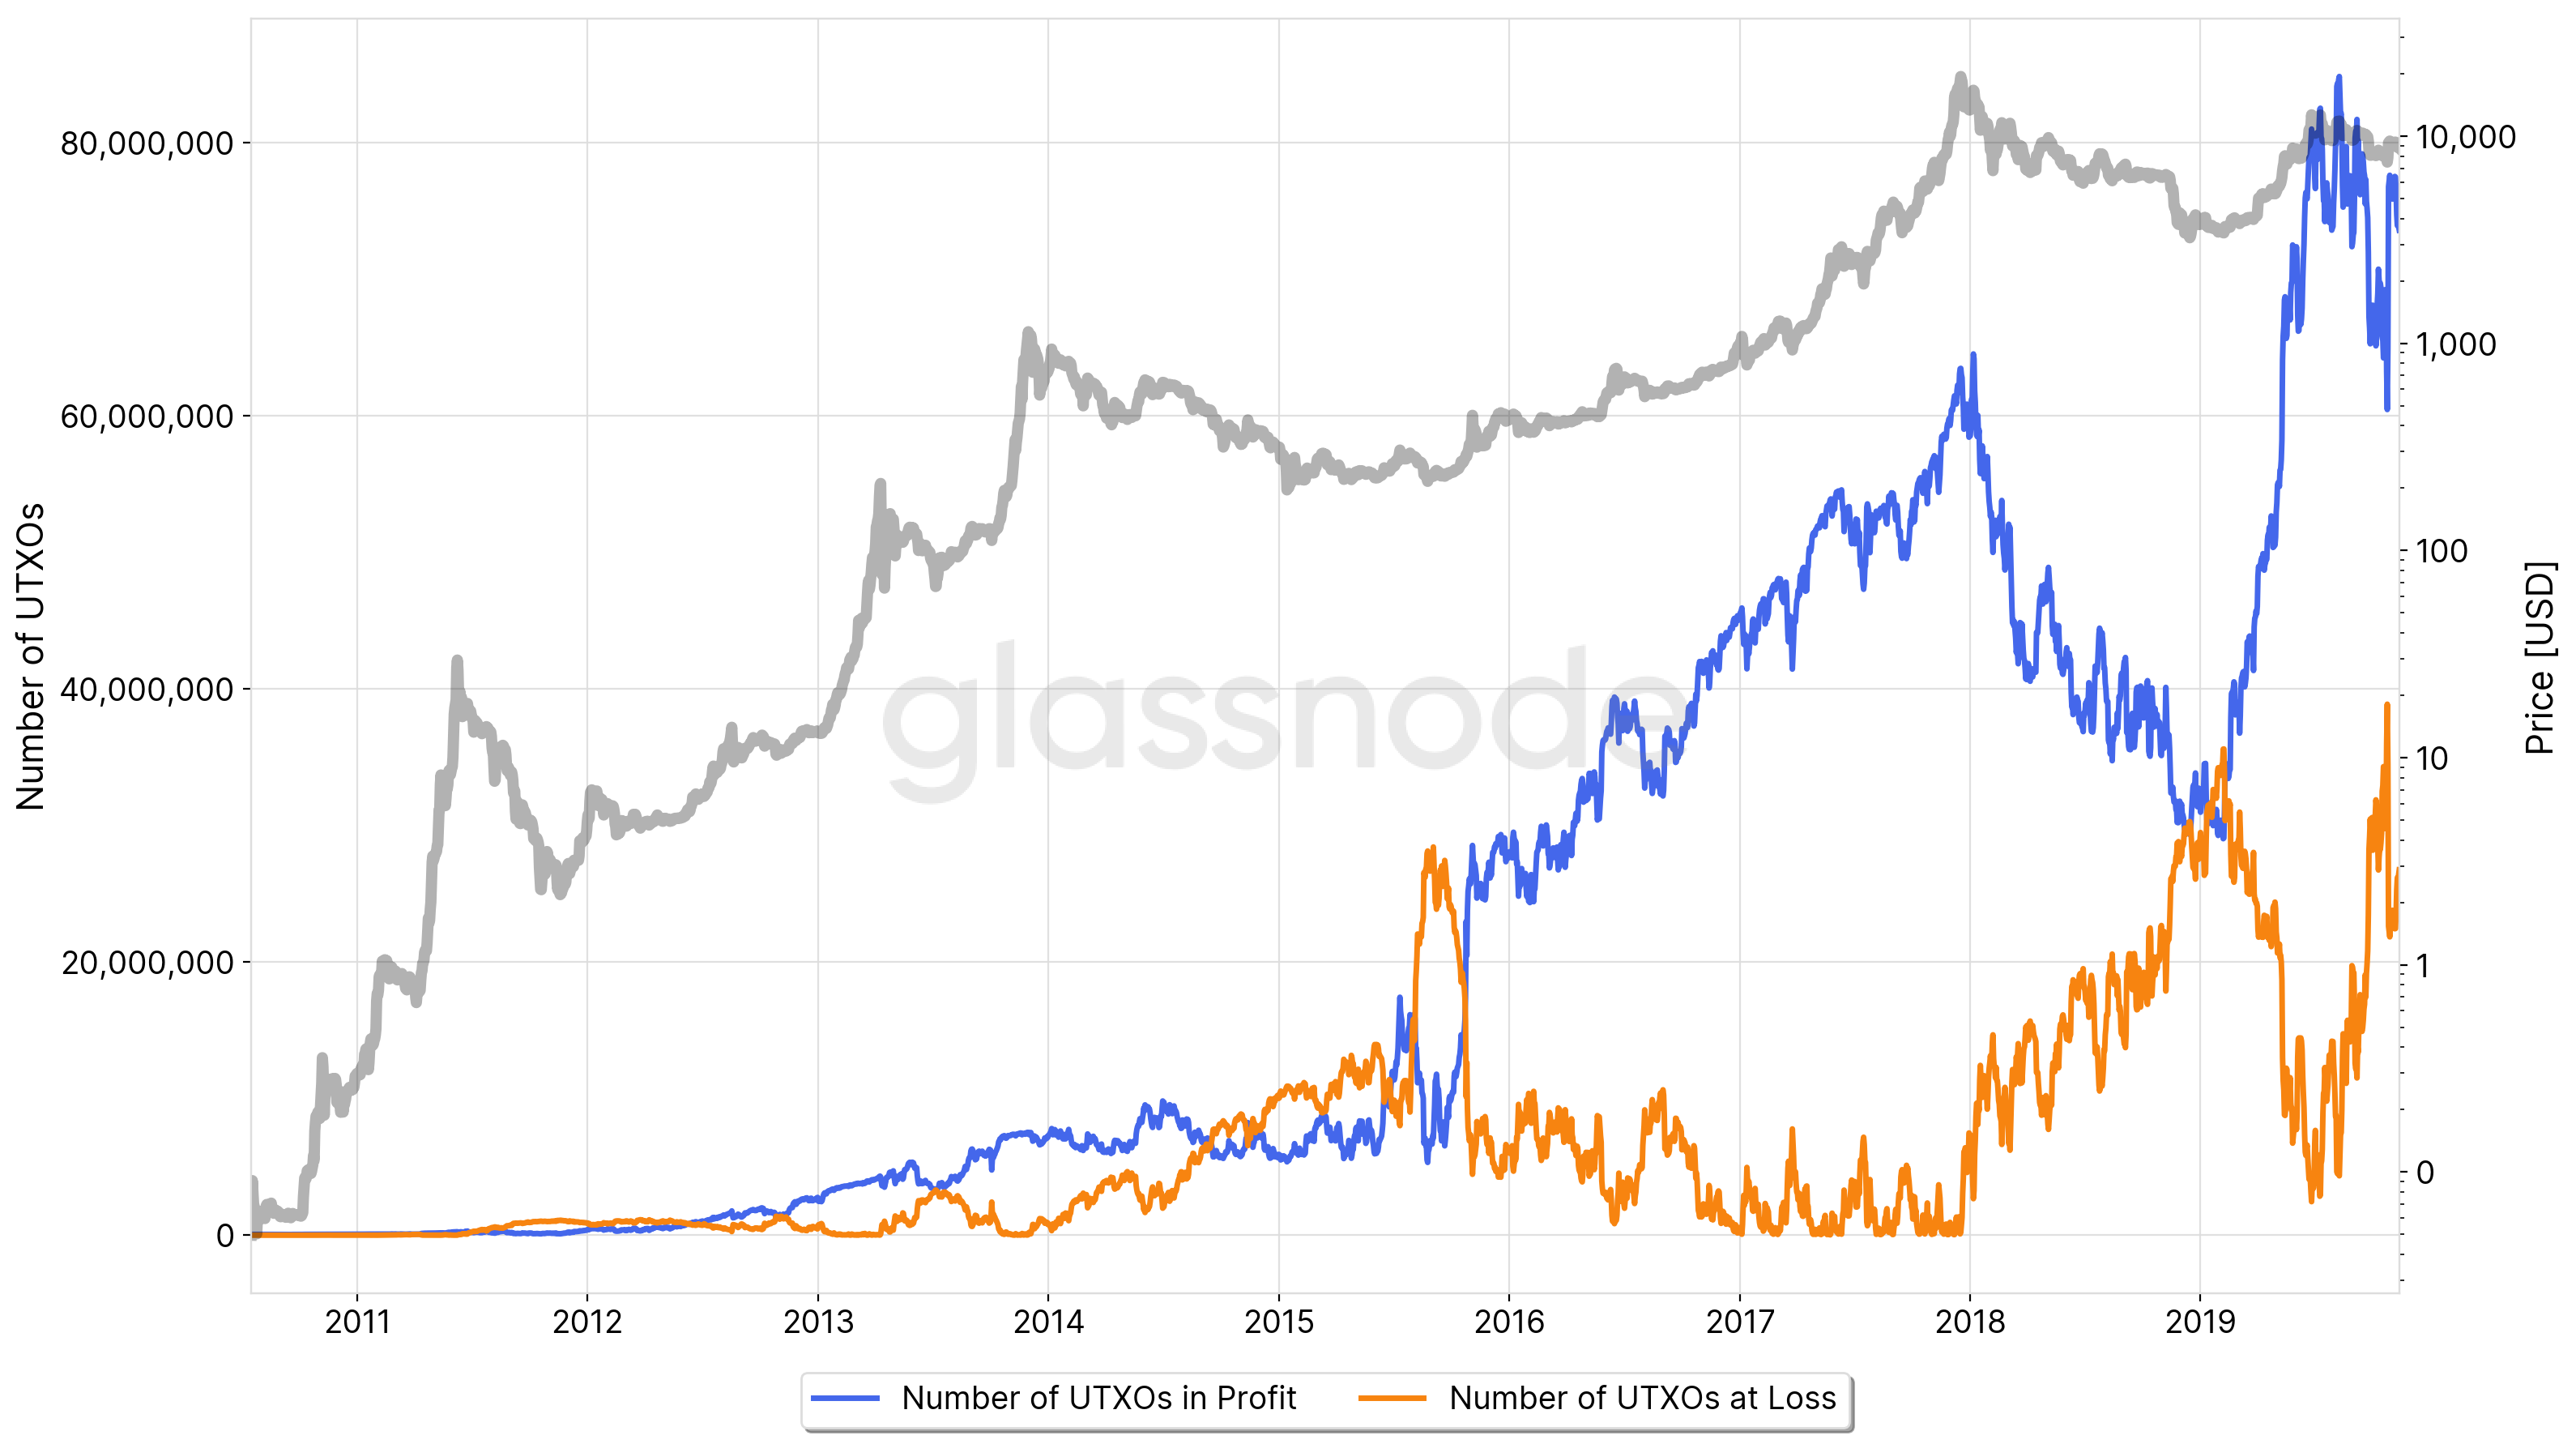 80,000,000
60,000,000
40,000,000
20,000,000
0
Number of UTXOs
10,000
1,000
100
10
1
0
Price [USD]
glassnode
2011 2012 2013 2014 2015 2016 2017 2018 2019
Number of UTXOs in Profit Number of UTXOs at Loss